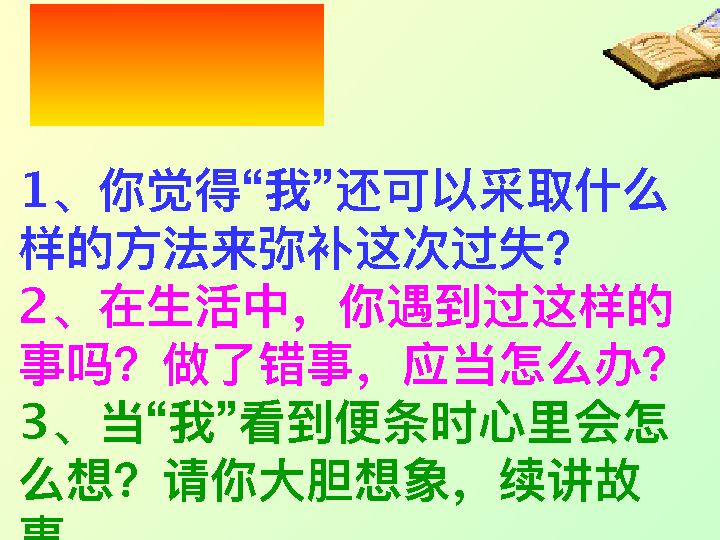 1、你觉得“我”还可以采取什么
样的方法来弥补这次过失？
2、在生活中，你遇到过这样的
事吗？做了错事，应当怎么办？
3、当“我”看到便条时心里会怎
么想？请你大胆想象，续讲故
事